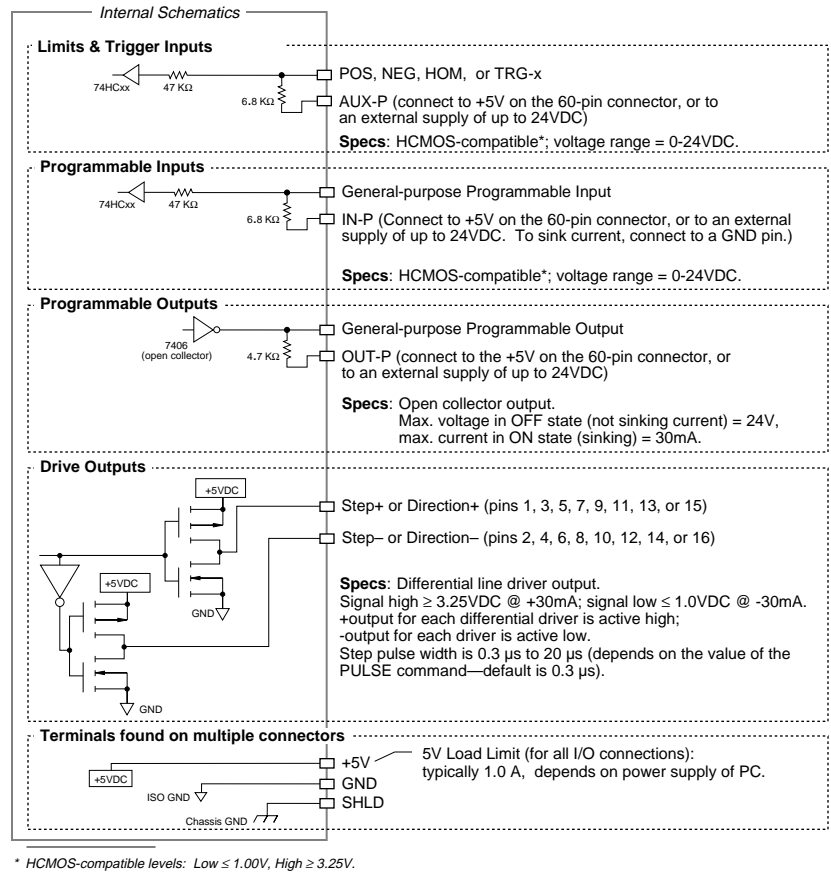 Internal Schematics
Limits & Trigger Inputs
74HCxx
47 KΩ
6.8 KΩ
POS, NEG, HOM, or TRG-x
AUX-P (connect to +5V on the 60-pin connector, or to
an external supply of up to 24VDC)
Specs: HCMOS-compatible*; voltage range = 0-24VDC.
Programmable Inputs
74HCxx
47 KΩ
6.8 KΩ
General-purpose Programmable Input
IN-P (Connect to +5V on the 60-pin connector, or to an external
supply of up to 24VDC. To sink current, connect to a GND pin.)
Specs: HCMOS-compatible*; voltage range = 0-24VDC.
Programmable Outputs
7406
(open collector)
4.7 KΩ
General-purpose Programmable Output
OUT-P (connect to the +5V on the 60-pin connector, or
to an external supply of up to 24VDC)
Specs: Open collector output.
Max. voltage in OFF state (not sinking current) = 24V,
max. current in ON state (sinking) = 30mA.
Drive Outputs
+5VDC
+5VDC
GND
GND
Step+ or Direction+ (pins 1, 3, 5, 7, 9, 11, 13, or 15)
Step– or Direction– (pins 2, 4, 6, 8, 10, 12, 14, or 16)
Specs: Differential line driver output.
Signal high ≥ 3.25VDC @ +30mA; signal low ≤ 1.0VDC @ -30mA.
+output for each differential driver is active high;
-output for each driver is active low.
Step pulse width is 0.3 µs to 20 µs (depends on the value of the
PULSE command—default is 0.3 µs).
Terminals found on multiple connectors
+5VDC
ISO GND
Chassis GND
+5V
GND
SHLD
5V Load Limit (for all I/O connections):
typically 1.0 A, depends on power supply of PC.
* HCMOS-compatible levels: Low ≤ 1.00V, High ≥ 3.25V.